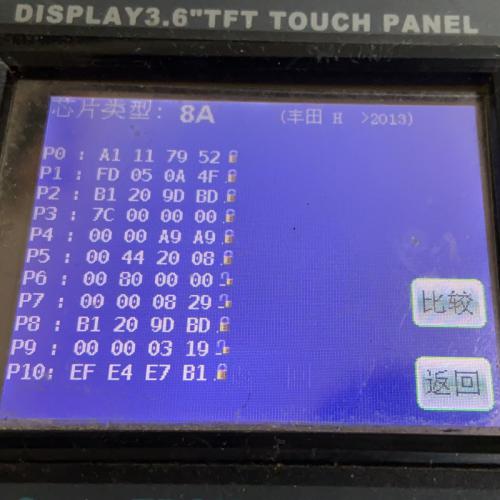 DISPLAY3.6"TFT TOUCH PANEL
芯片类型: 8A (丰田 H >2013)
P0 : A1 11 79 52
P1 : FD 05 0A 4F
P2 : B1 20 9D BD
P3 : 7C 00 00 00
P4 : 00 00 A9 A9
P5 : 00 44 20 08
P6 : 00 80 00 00
P7 : 00 00 08 29
P8 : B1 20 9D BD
P9 : 00 00 03 19
P10: EF E4 E7 B1
比较
返回